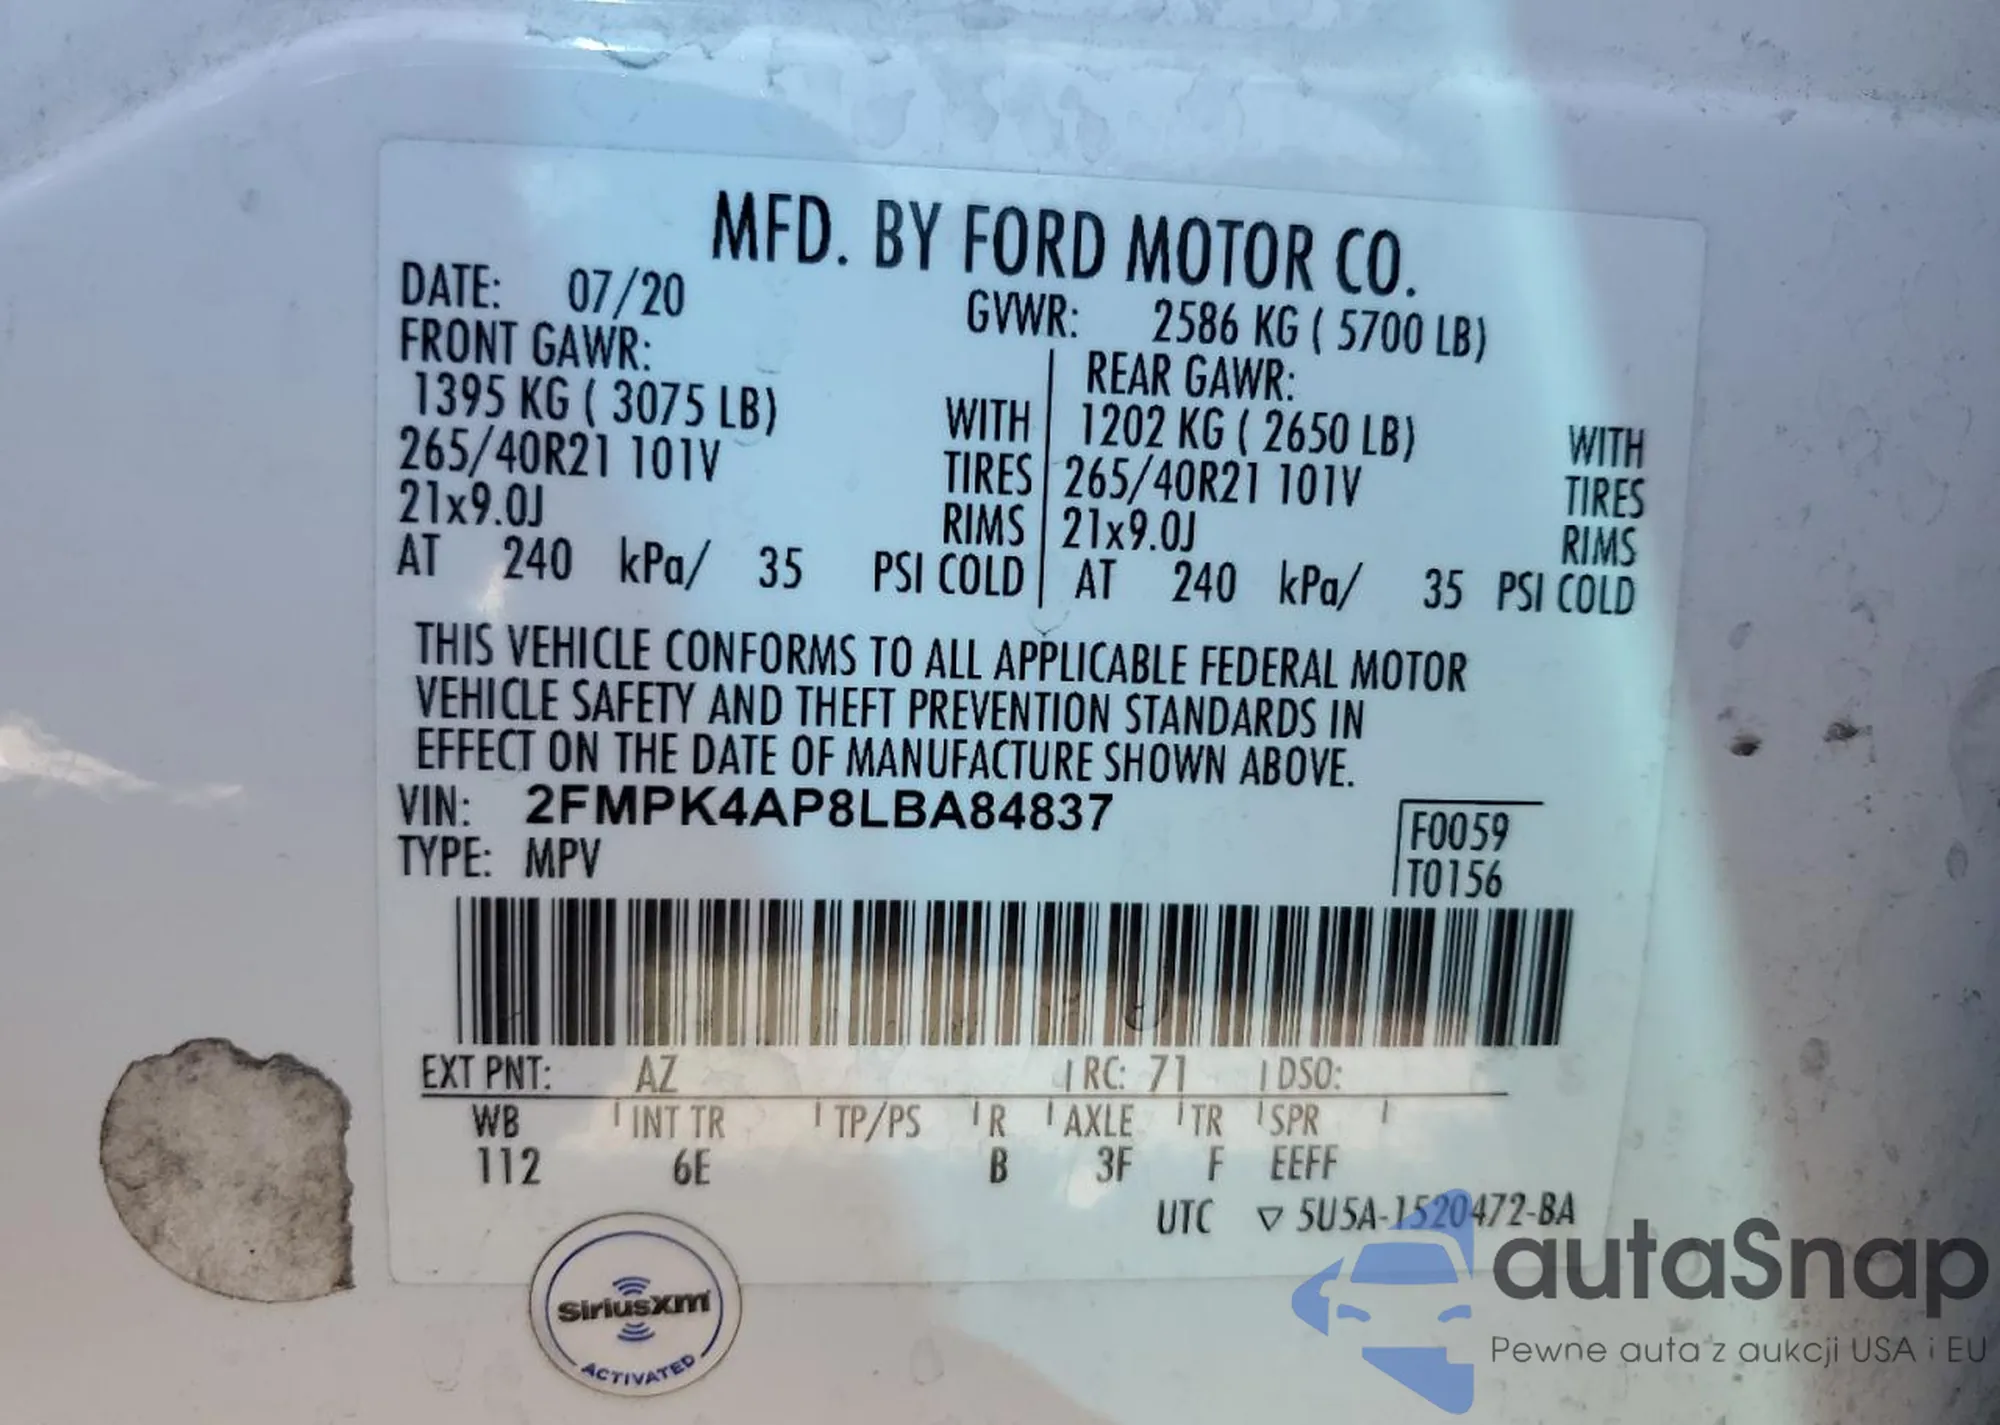 MFD. BY FORD MOTOR CO.
DATE: 07/20 GVWR: 2586 KG ( 5700 LB)
FRONT GAWR: REAR GAWR:
1395 KG ( 3075 LB) WITH 1202 KG ( 2650 LB) WITH
265/40R21 101V TIRES 265/40R21 101V TIRES
21x9.0J RIMS 21x9.0J RIMS
AT 240 kPa/ 35 PSI COLD AT 240 kPa/ 35 PSI COLD
THIS VEHICLE CONFORMS TO ALL APPLICABLE FEDERAL MOTOR
VEHICLE SAFETY AND THEFT PREVENTION STANDARDS IN
EFFECT ON THE DATE OF MANUFACTURE SHOWN ABOVE.
VIN: 2FMPK4AP8LBA84837 F0059
TYPE: MPV T0156
EXT PNT: AZ RC: 71 DSO:
WB INT TR TP/PS R AXLE TR SPR
112 6E B 3F F EEFF
UTC ▽ 5U5A-1520472-BA
siriusxm
ACTIVATED
autaSnap
Pewne auta z aukcji USA i EU